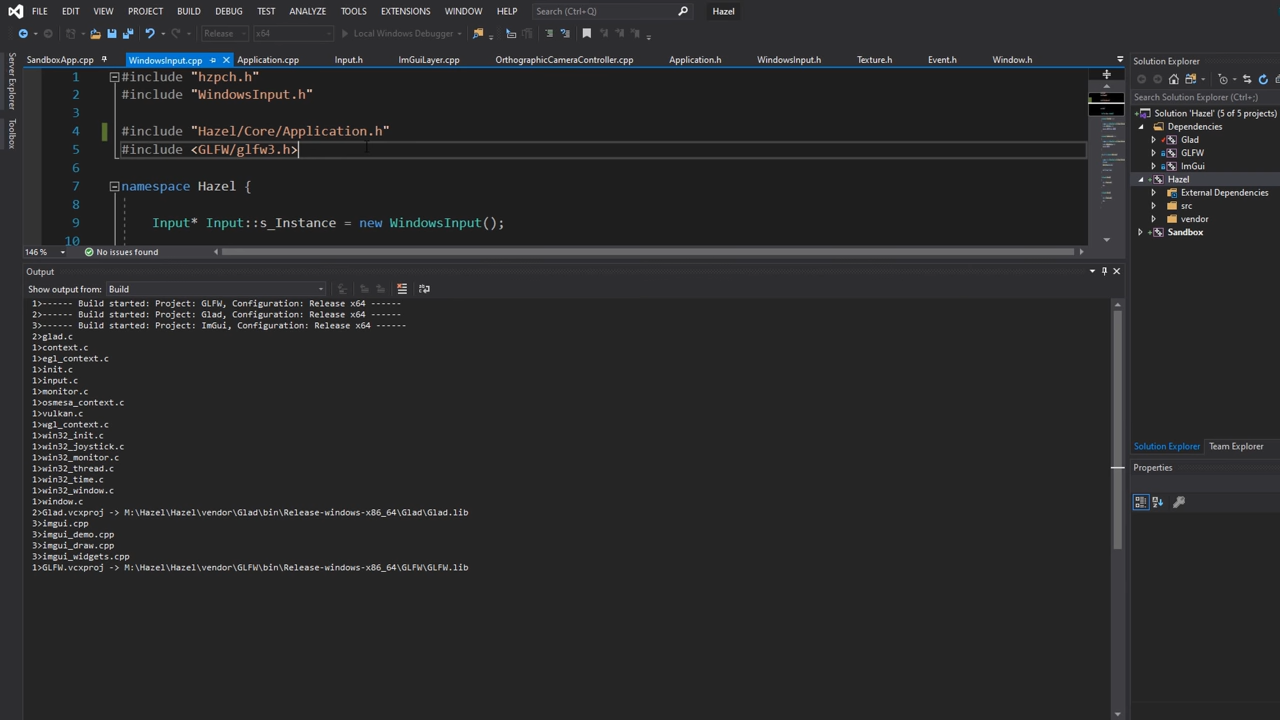 FILE EDIT VIEW PROJECT BUILD DEBUG TEST ANALYZE TOOLS EXTENSIONS WINDOW HELP Search (Ctrl+Q) Hazel
Release x64 Local Windows Debugger
SandboxApp.cpp WindowsInput.cpp Application.cpp Input.h ImGuiLayer.cpp OrthographicCameraController.cpp Application.h WindowsInput.h Texture.h Event.h Window.h
Server Explorer
Toolbox
1 #include "hzpch.h"
2 #include "WindowsInput.h"
3
4 #include "Hazel/Core/Application.h"
5 #include <GLFW/glfw3.h>
6
7 namespace Hazel {
8
9 Input* Input::s_Instance = new WindowsInput();
10
146 % No issues found
Output
Show output from: Build
1>------ Build started: Project: GLFW, Configuration: Release x64 ------
2>------ Build started: Project: Glad, Configuration: Release x64 ------
3>------ Build started: Project: ImGui, Configuration: Release x64 ------
2>glad.c
1>context.c
1>egl_context.c
1>init.c
1>input.c
1>monitor.c
1>osmesa_context.c
1>vulkan.c
1>wgl_context.c
1>win32_init.c
1>win32_joystick.c
1>win32_monitor.c
1>win32_thread.c
1>win32_time.c
1>win32_window.c
1>window.c
2>Glad.vcxproj -> M:\Hazel\Hazel\vendor\Glad\bin\Release-windows-x86_64\Glad\Glad.lib
3>imgui.cpp
3>imgui_demo.cpp
3>imgui_draw.cpp
3>imgui_widgets.cpp
1>GLFW.vcxproj -> M:\Hazel\Hazel\vendor\GLFW\bin\Release-windows-x86_64\GLFW\GLFW.lib
Solution Explorer
Search Solution Explorer
Solution 'Hazel' (5 of 5 projects)
Dependencies
Glad
GLFW
ImGui
Hazel
External Dependencies
src
vendor
Sandbox
Solution Explorer Team Explorer
Properties